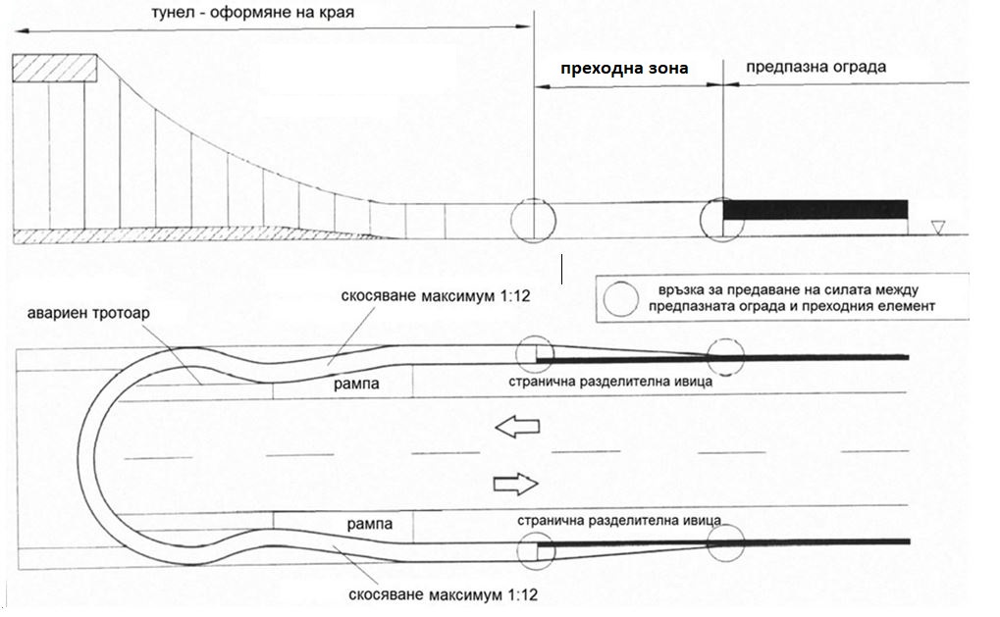 тунел - оформяне на края
преходна зона
предпазна ограда
връзка за предаване на силата между
предпазната ограда и преходния елемент
скосяване максимум 1:12
авариен тротоар
рампа
странична разделителна ивица
странична разделителна ивица
рампа
скосяване максимум 1:12